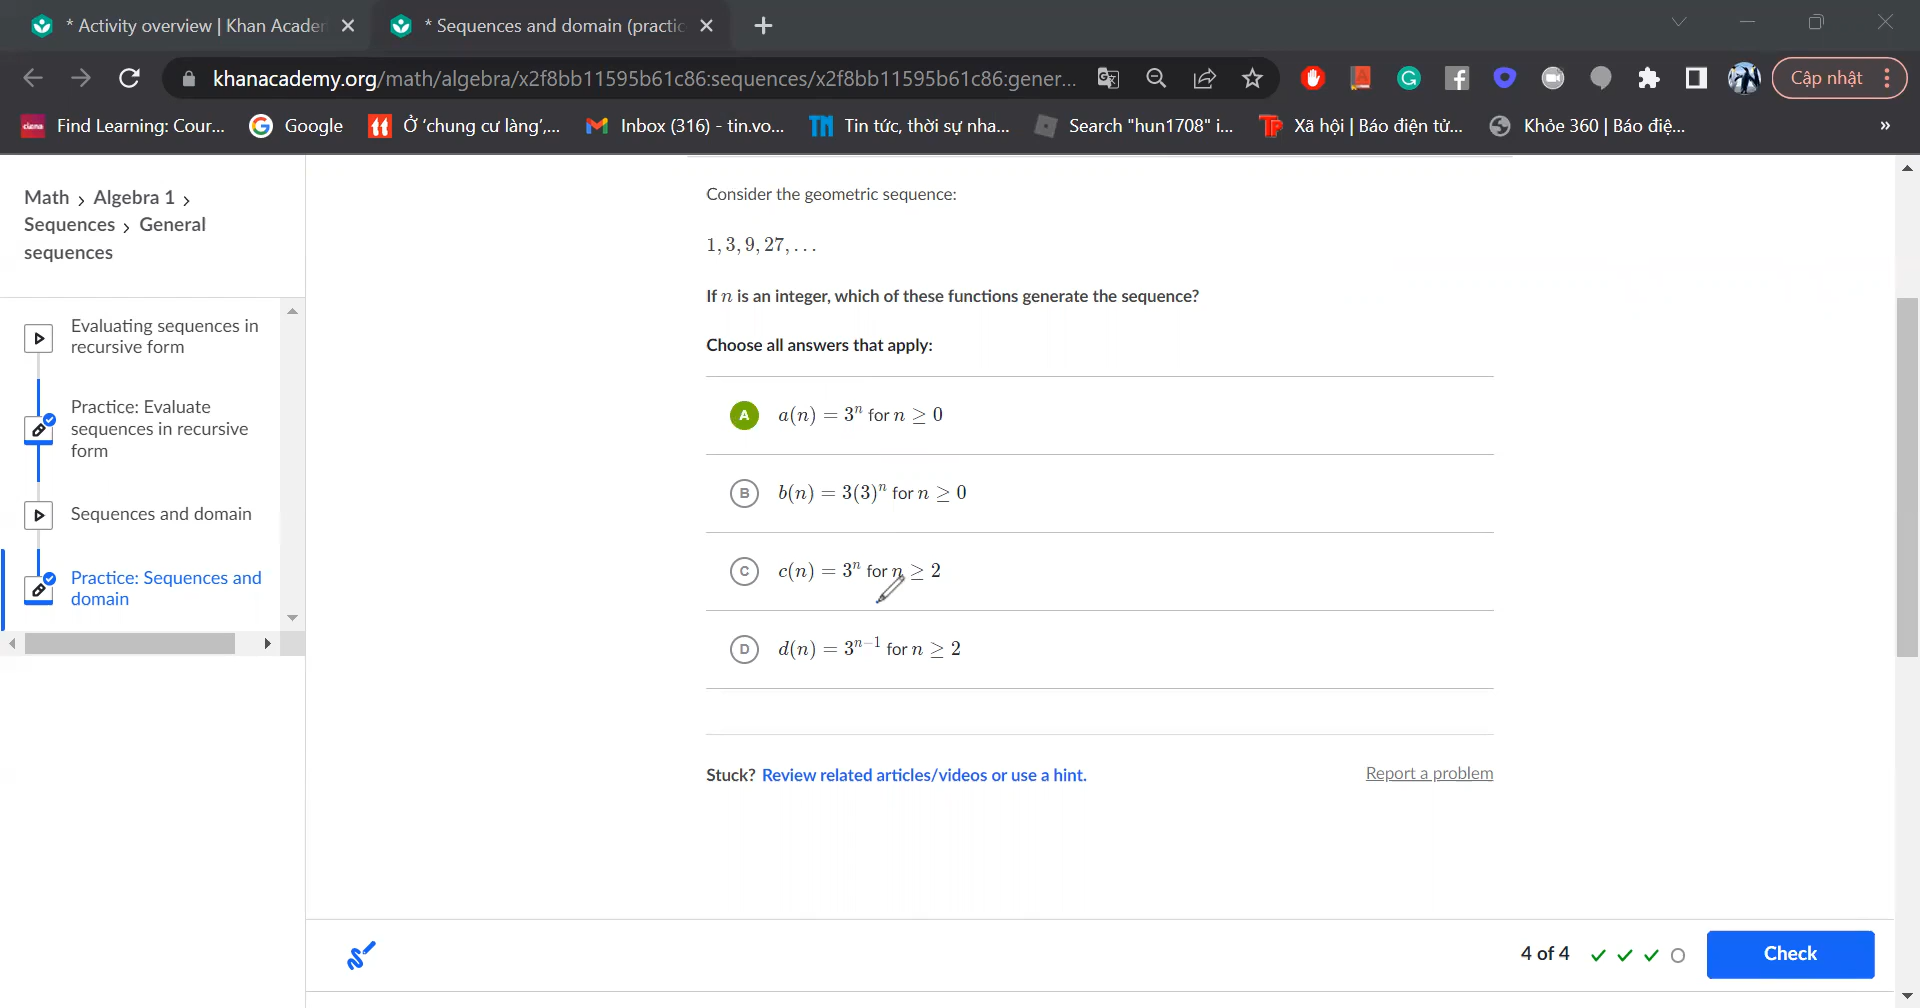 * Activity overview | Khan Acader
* Sequences and domain (practic
khanacademy.org/math/algebra/x2f8bb11595b61c86:sequences/x2f8bb11595b61c86:gener...
Cập nhật
ciena Find Learning: Cour...
Google
Ở 'chung cư làng',...
Inbox (316) - tin.vo...
TN Tin tức, thời sự nha...
Search "hun1708" i...
TP Xã hội | Báo điện tử...
Khỏe 360 | Báo điệ...
»
Math › Algebra 1 ›
Sequences › General
sequences
Evaluating sequences in
recursive form
Practice: Evaluate
sequences in recursive
form
Sequences and domain
Practice: Sequences and
domain
Consider the geometric sequence:
1, 3, 9, 27, . . .
If n is an integer, which of these functions generate the sequence?
Choose all answers that apply:
A a(n) = 3ⁿ for n ≥ 0
B b(n) = 3(3)ⁿ for n ≥ 0
C c(n) = 3ⁿ for n ≥ 2
D d(n) = 3ⁿ⁻¹ for n ≥ 2
Stuck? Review related articles/videos or use a hint.
Report a problem
4 of 4
Check